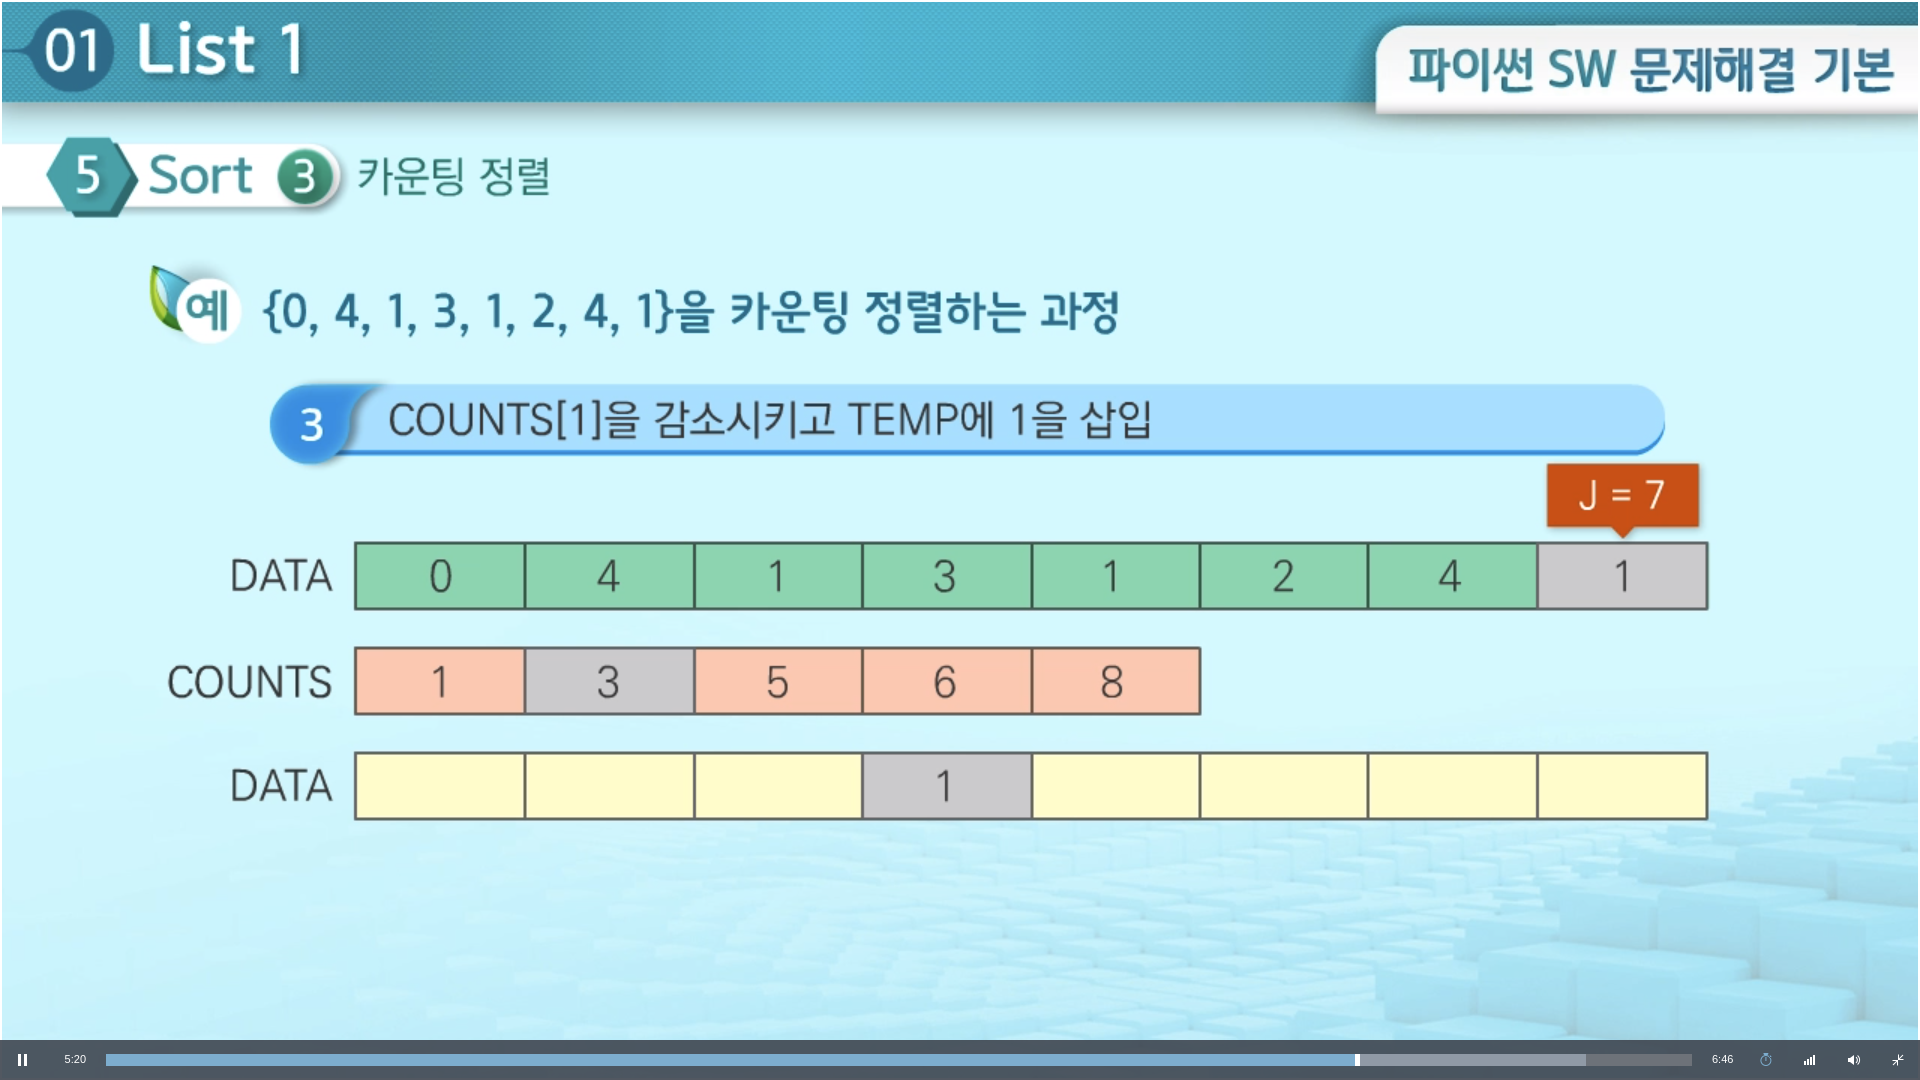 01 List 1
파이썬 SW 문제해결 기본
5 Sort 3 카운팅 정렬
예 {0, 4, 1, 3, 1, 2, 4, 1}을 카운팅 정렬하는 과정
3 COUNTS[1]을 감소시키고 TEMP에 1을 삽입
J = 7
DATA 0 4 1 3 1 2 4 1
COUNTS 1 3 5 6 8
DATA 1
5:20 6:46